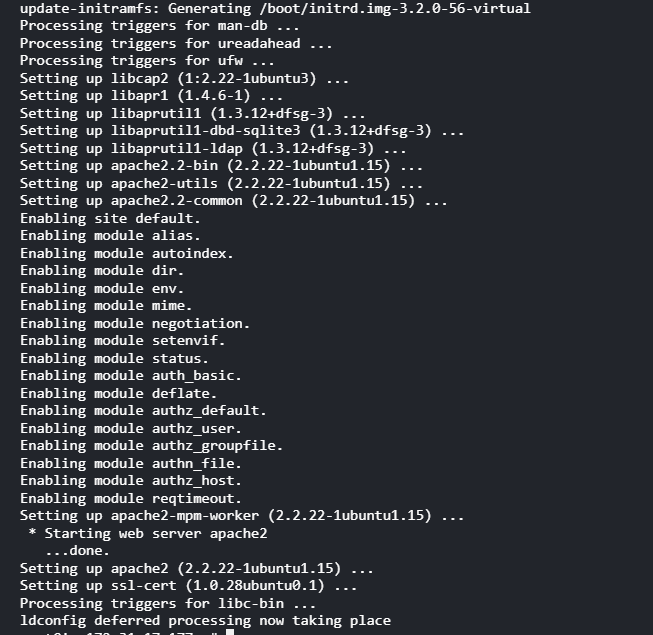 update-initramfs: Generating /boot/initrd.img-3.2.0-56-virtual
Processing triggers for man-db ...
Processing triggers for ureadahead ...
Processing triggers for ufw ...
Setting up libcap2 (1:2.22-1ubuntu3) ...
Setting up libapr1 (1.4.6-1) ...
Setting up libaprutil1 (1.3.12+dfsg-3) ...
Setting up libaprutil1-dbd-sqlite3 (1.3.12+dfsg-3) ...
Setting up libaprutil1-ldap (1.3.12+dfsg-3) ...
Setting up apache2.2-bin (2.2.22-1ubuntu1.15) ...
Setting up apache2-utils (2.2.22-1ubuntu1.15) ...
Setting up apache2.2-common (2.2.22-1ubuntu1.15) ...
Enabling site default.
Enabling module alias.
Enabling module autoindex.
Enabling module dir.
Enabling module env.
Enabling module mime.
Enabling module negotiation.
Enabling module setenvif.
Enabling module status.
Enabling module auth_basic.
Enabling module deflate.
Enabling module authz_default.
Enabling module authz_user.
Enabling module authz_groupfile.
Enabling module authn_file.
Enabling module authz_host.
Enabling module reqtimeout.
Setting up apache2-mpm-worker (2.2.22-1ubuntu1.15) ...
* Starting web server apache2
...done.
Setting up apache2 (2.2.22-1ubuntu1.15) ...
Setting up ssl-cert (1.0.28ubuntu0.1) ...
Processing triggers for libc-bin ...
ldconfig deferred processing now taking place